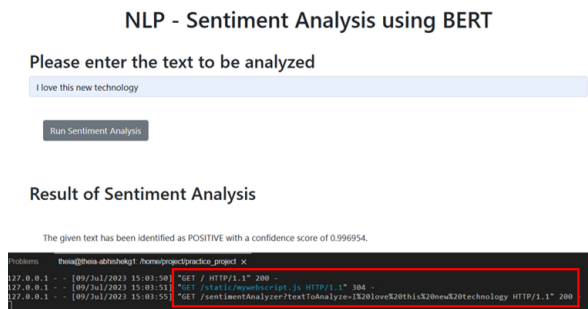 NLP - Sentiment Analysis using BERT
Please enter the text to be analyzed
I love this new technology
Run Sentiment Analysis
Result of Sentiment Analysis
The given text has been identified as POSITIVE with a confidence score of 0.996954.
Problems theia@theia-abhishekg1: /home/project/practice_project ×
127.0.0.1 - - [09/Jul/2023 15:03:50] "GET / HTTP/1.1" 200 -
127.0.0.1 - - [09/Jul/2023 15:03:51] "GET /static/mywebscript.js HTTP/1.1" 304 -
127.0.0.1 - - [09/Jul/2023 15:03:55] "GET /sentimentAnalyzer?textToAnalyze=I%20love%20this%20new%20technology HTTP/1.1" 200 -